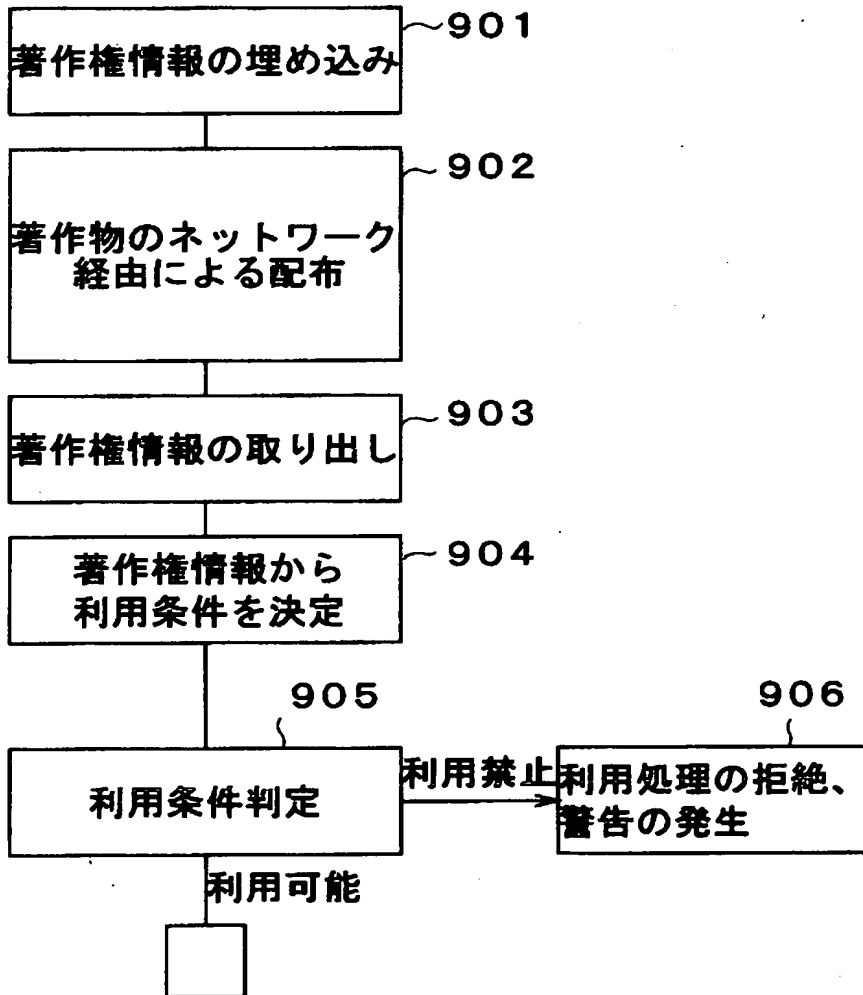 901
著作権情報の埋め込み
902
著作物のネットワーク
経由による配布
903
著作権情報の取り出し
904
著作権情報から
利用条件を決定
905
利用条件判定
利用禁止
906
利用処理の拒絶、
警告の発生
利用可能